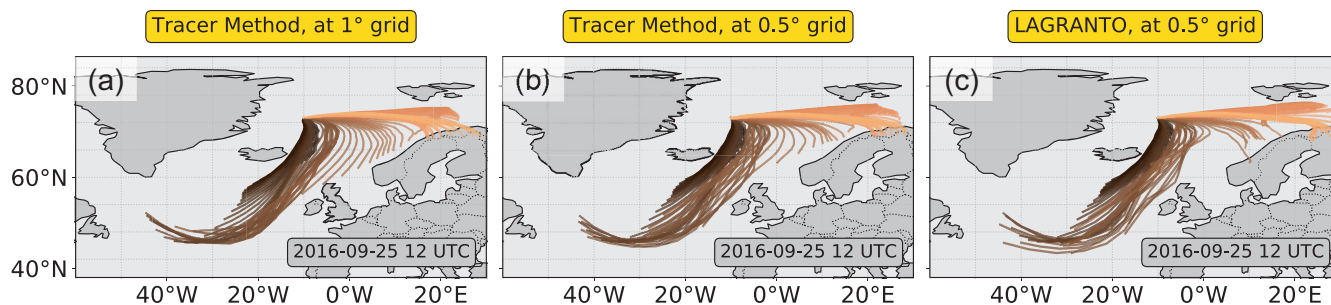 Tracer Method, at 1° grid
Tracer Method, at 0.5° grid
LAGRANTO, at 0.5° grid
(a)
(b)
(c)
80°N
60°N
40°N
2016-09-25 12 UTC
2016-09-25 12 UTC
2016-09-25 12 UTC
40°W
20°W
0°W
20°E
40°W
20°W
0°W
20°E
40°W
20°W
0°W
20°E